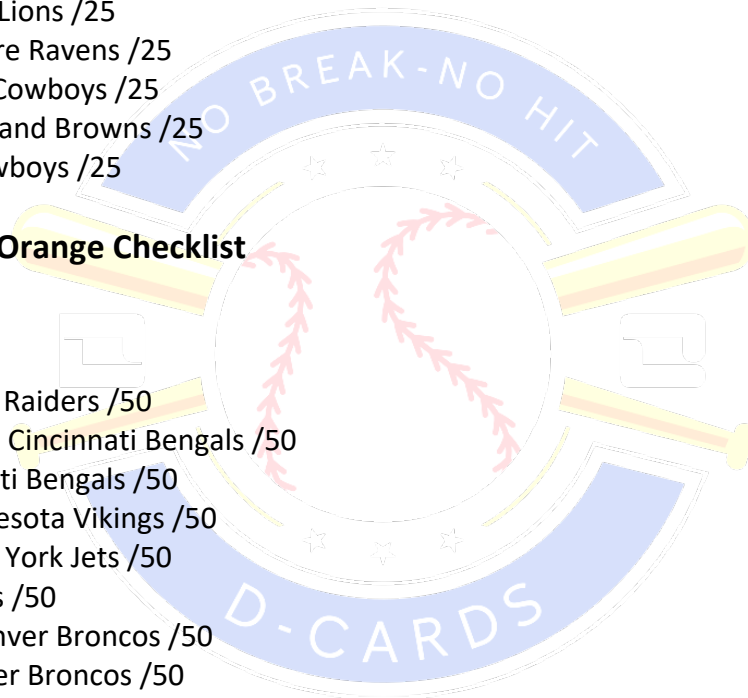 Lions /25
re Ravens /25
Cowboys /25
and Browns /25
wboys /25
NO BREAK-NO HIT
Orange Checklist
Raiders /50
Cincinnati Bengals /50
ti Bengals /50
esota Vikings /50
York Jets /50
s /50
nver Broncos /50
er Broncos /50
D-CARDS